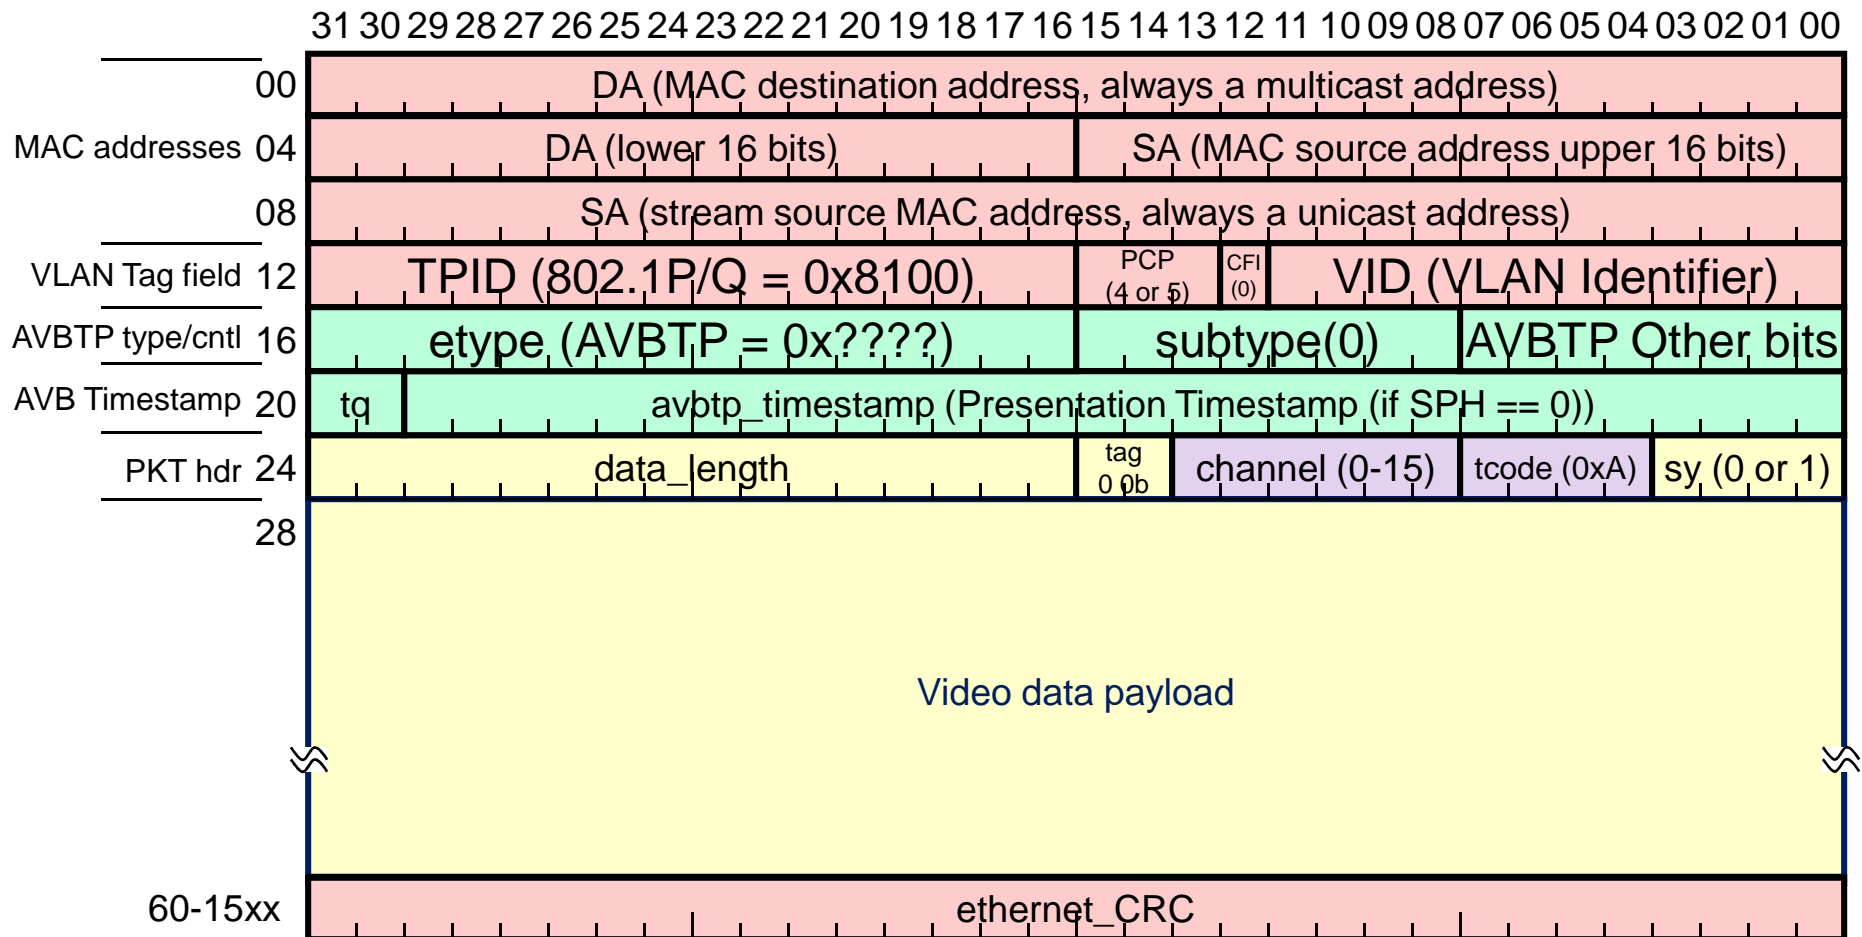 31 30 29 28 27 26 25 24 23 22 21 20 19 18 17 16 15 14 13 12 11 10 09 08 07 06 05 04 03 02 01 00
00 DA (MAC destination address, always a multicast address)
MAC addresses 04 DA (lower 16 bits) SA (MAC source address upper 16 bits)
08 SA (stream source MAC address, always a unicast address)
VLAN Tag field 12 TPID (802.1P/Q = 0x8100) PCP (4 or 5) CFI (0) VID (VLAN Identifier)
AVBTP type/cntl 16 etype (AVBTP = 0x????) subtype(0) AVBTP Other bits
AVB Timestamp 20 tq avbtp_timestamp (Presentation Timestamp (if SPH == 0))
PKT hdr 24 data_length tag 0 0b channel (0-15) tcode (0xA) sy (0 or 1)
28
Video data payload
60-15xx ethernet_CRC